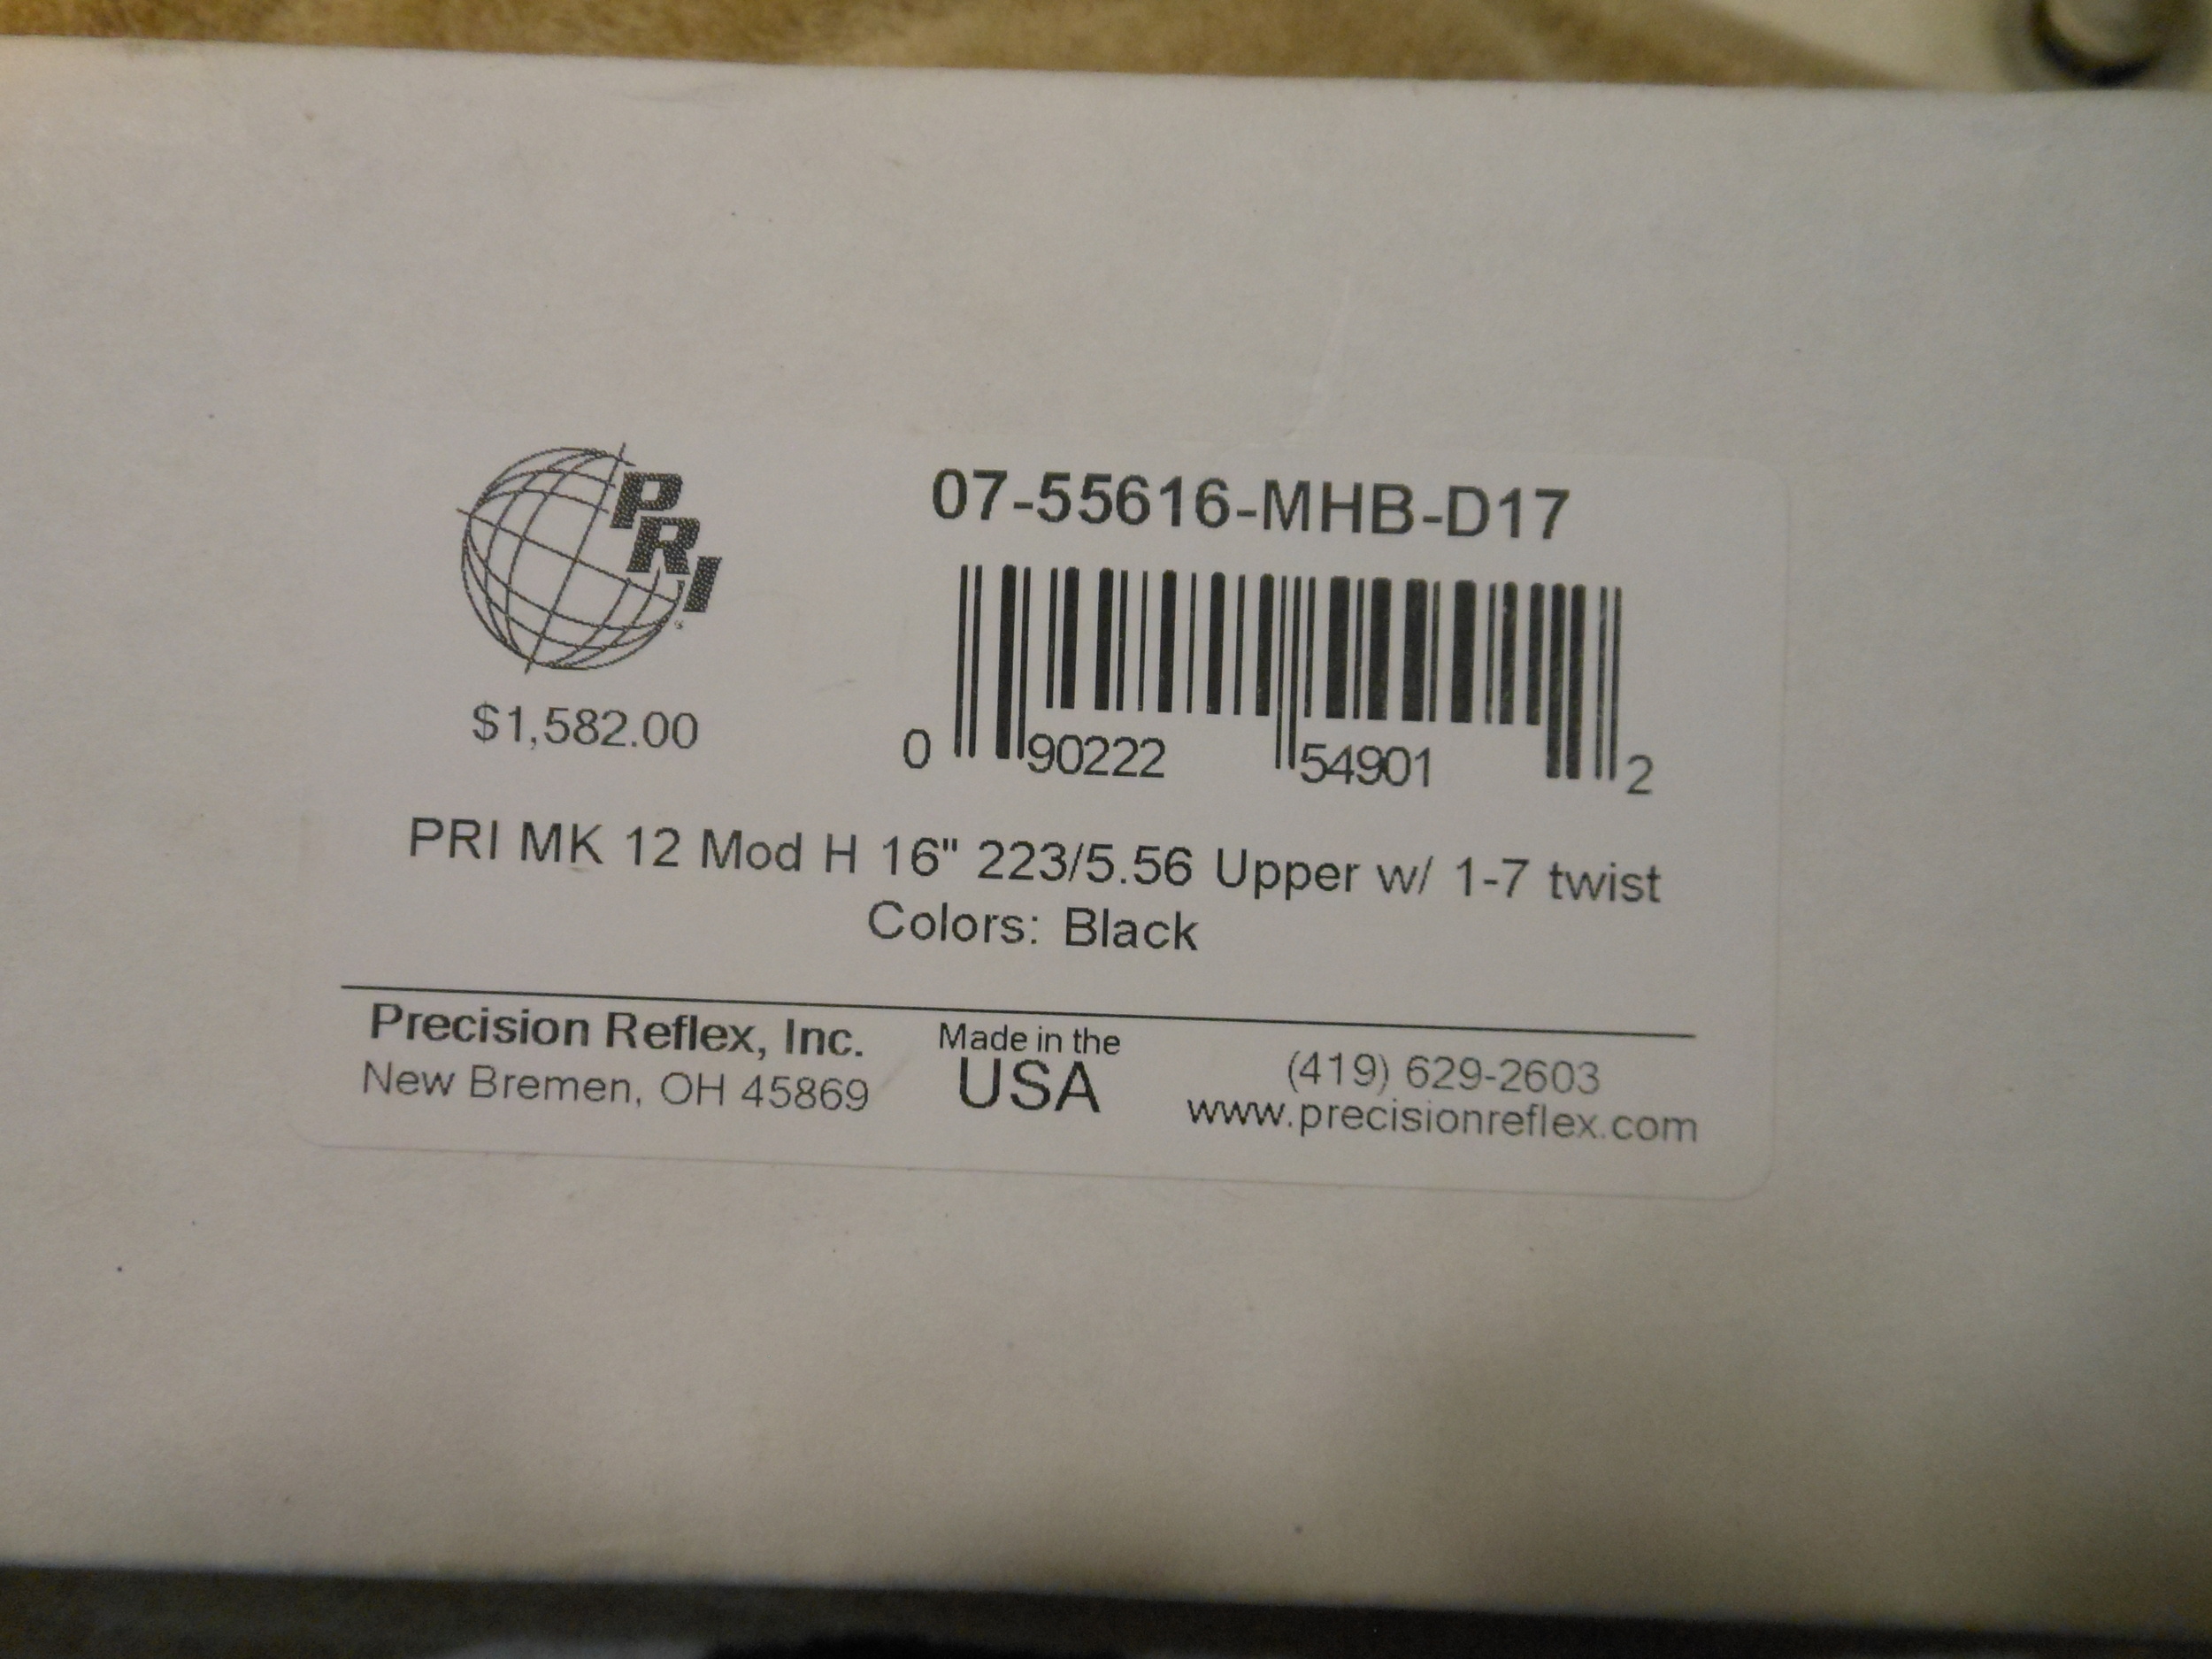 PRI
07-55616-MHB-D17
$1,582.00
0 90222 54901 2
PRI MK 12 Mod H 16" 223/5.56 Upper w/ 1-7 twist
Colors: Black
Precision Reflex, Inc.
New Bremen, OH 45869
Made in the
USA
(419) 629-2603
www.precisionreflex.com